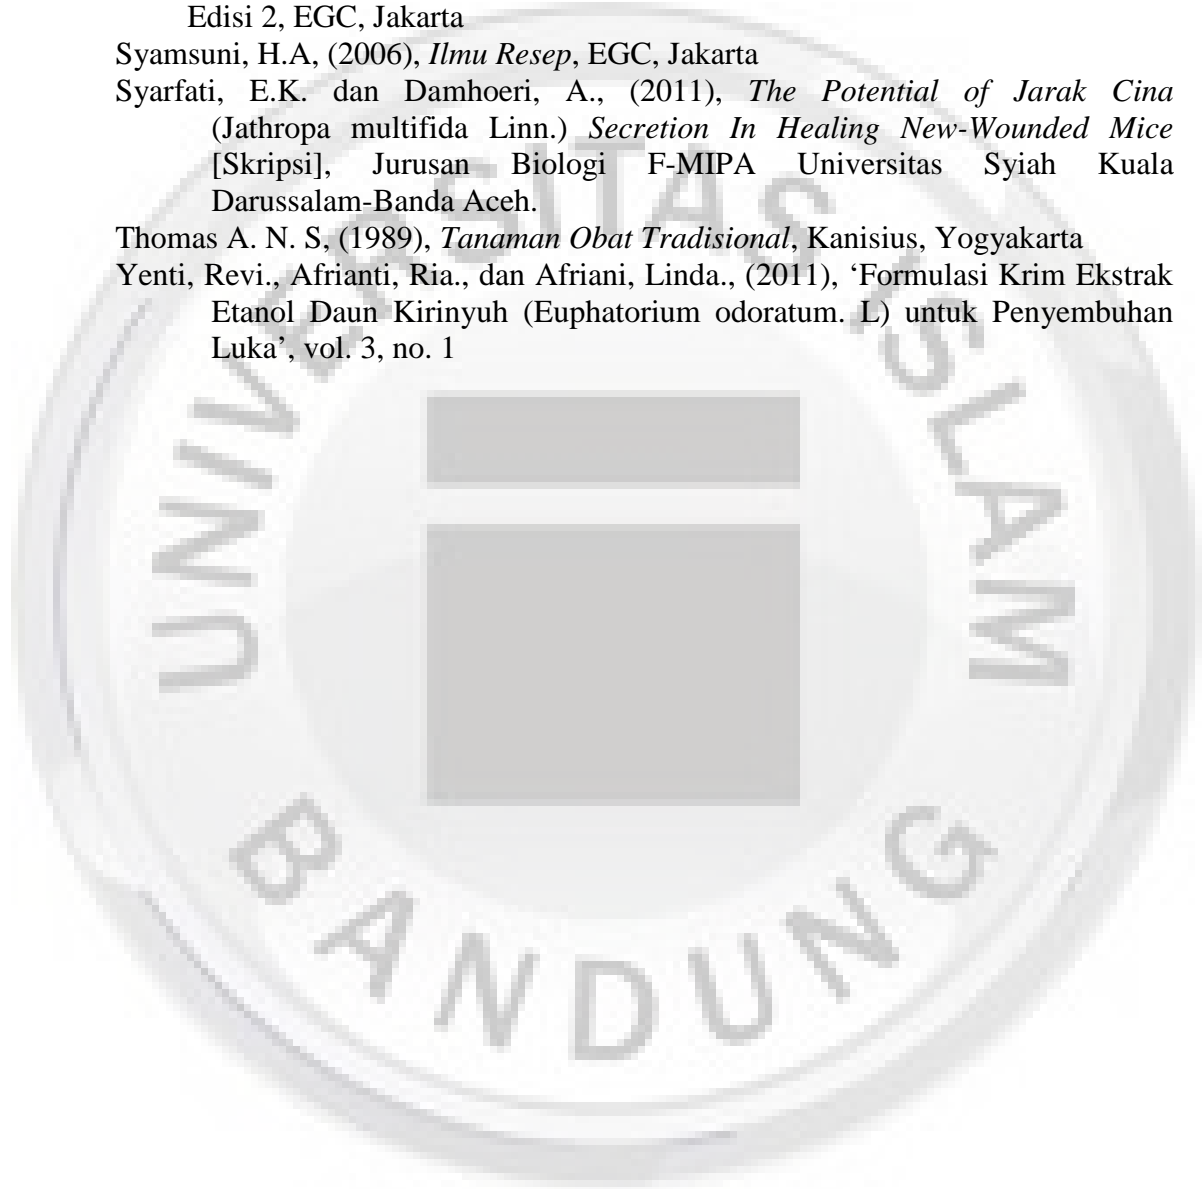 Edisi 2, EGC, Jakarta
Syamsuni, H.A, (2006), Ilmu Resep, EGC, Jakarta
Syarfati, E.K. dan Damhoeri, A., (2011), The Potential of Jarak Cina
(Jathropa multifida Linn.) Secretion In Healing New-Wounded Mice
[Skripsi], Jurusan Biologi F-MIPA Universitas Syiah Kuala
Darussalam-Banda Aceh.
Thomas A. N. S, (1989), Tanaman Obat Tradisional, Kanisius, Yogyakarta
Yenti, Revi., Afrianti, Ria., dan Afriani, Linda., (2011), ‘Formulasi Krim Ekstrak
Etanol Daun Kirinyuh (Euphatorium odoratum. L) untuk Penyembuhan
Luka’, vol. 3, no. 1
UNIVERSITAS ISLAM
BANDUNG